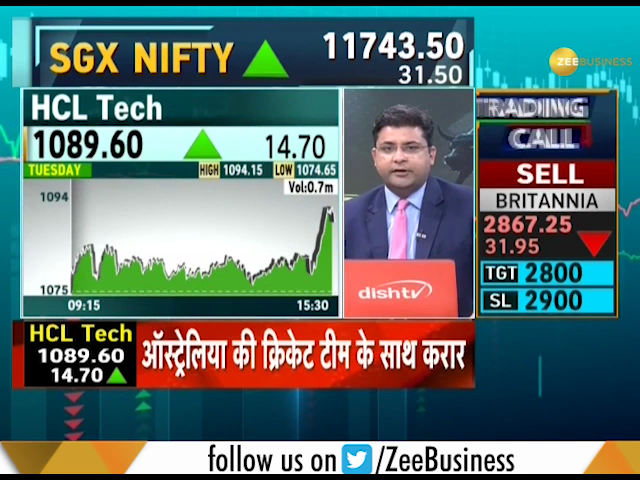 SGX NIFTY 11743.50
31.50
ZEEBUSINESS
HCL Tech
1089.60 14.70
TUESDAY HIGH 1094.15 LOW 1074.65
Vol:0.7m
1094
1075
09:15 15:30
dishtv
TRADING
CALL
SELL
BRITANNIA
2867.25
31.95
TGT 2800
SL 2900
HCL Tech
1089.60
14.70
ऑस्ट्रेलिया की क्रिकेट टीम के साथ करार
follow us on /ZeeBusiness